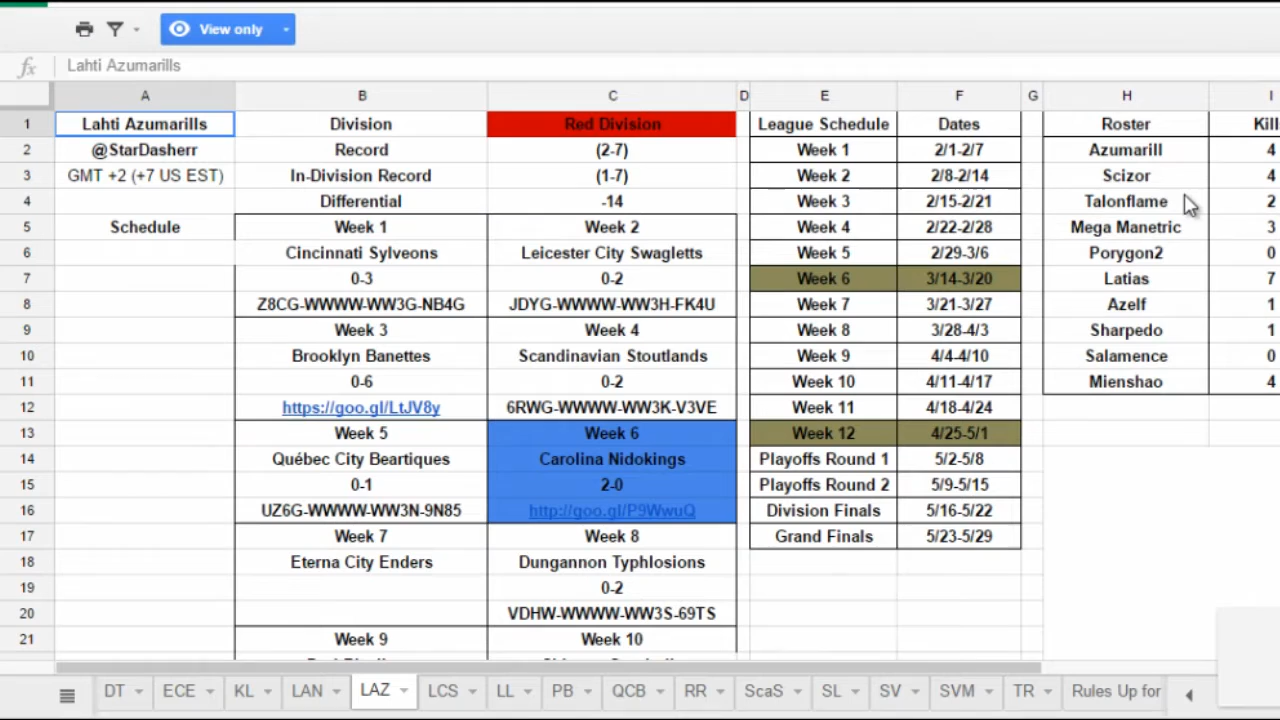 View only
fx Lahti Azumarills
A B C D E F G H I
1 Lahti Azumarills Division Red Division League Schedule Dates Roster Kill
2 @StarDasherr Record (2-7) Week 1 2/1-2/7 Azumarill 4
3 GMT +2 (+7 US EST) In-Division Record (1-7) Week 2 2/8-2/14 Scizor 4
4 Differential -14 Week 3 2/15-2/21 Talonflame 2
5 Schedule Week 1 Week 2 Week 4 2/22-2/28 Mega Manetric 3
6 Cincinnati Sylveons Leicester City Swagletts Week 5 2/29-3/6 Porygon2 0
7 0-3 0-2 Week 6 3/14-3/20 Latias 7
8 Z8CG-WWWW-WW3G-NB4G JDYG-WWWW-WW3H-FK4U Week 7 3/21-3/27 Azelf 1
9 Week 3 Week 4 Week 8 3/28-4/3 Sharpedo 1
10 Brooklyn Banettes Scandinavian Stoutlands Week 9 4/4-4/10 Salamence 0
11 0-6 0-2 Week 10 4/11-4/17 Mienshao 4
12 https://goo.gl/LtJV8y 6RWG-WWWW-WW3K-V3VE Week 11 4/18-4/24
13 Week 5 Week 6 Week 12 4/25-5/1
14 Québec City Beartiques Carolina Nidokings Playoffs Round 1 5/2-5/8
15 0-1 2-0 Playoffs Round 2 5/9-5/15
16 UZ6G-WWWW-WW3N-9N85 http://goo.gl/P9WwuQ Division Finals 5/16-5/22
17 Week 7 Week 8 Grand Finals 5/23-5/29
18 Eterna City Enders Dungannon Typhlosions
19 0-2
20 VDHW-WWWW-WW3S-69TS
21 Week 9 Week 10
DT ECE KL LAN LAZ LCS LL PB QCB RR ScaS SL SV SVM TR Rules Up for